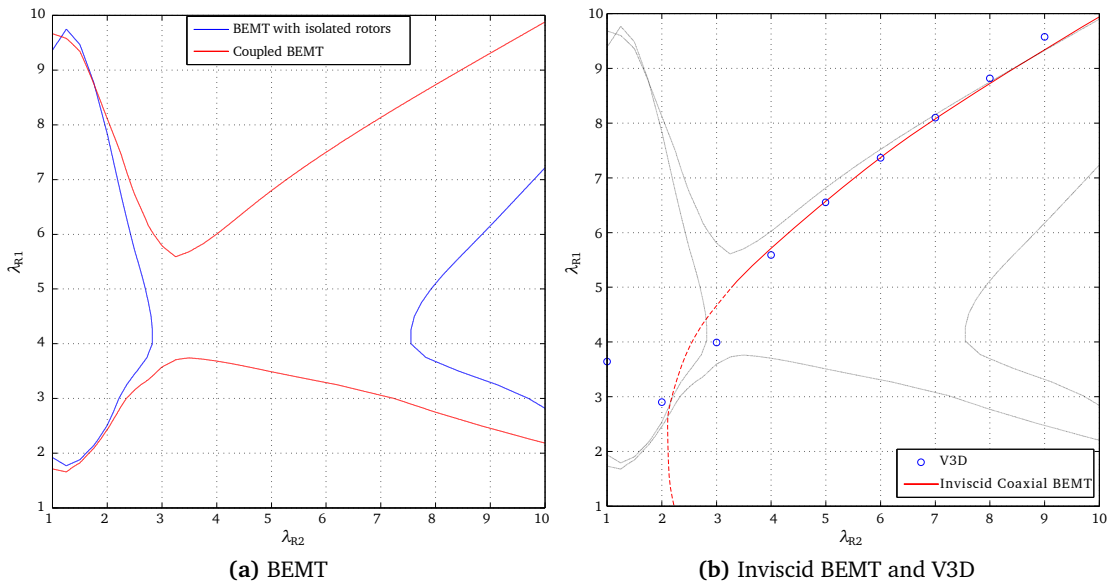 BEMT with isolated rotors
Coupled BEMT
10
9
8
7
6
5
4
3
2
1
λR1
1 2 3 4 5 6 7 8 9 10
λR2
(a) BEMT
10
9
8
7
6
5
4
3
2
1
λR1
V3D
Inviscid Coaxial BEMT
1 2 3 4 5 6 7 8 9 10
λR2
(b) Inviscid BEMT and V3D